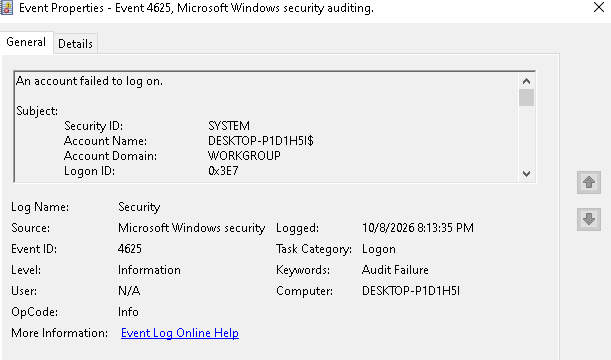 Event Properties - Event 4625, Microsoft Windows security auditing.
General Details
An account failed to log on.
Subject:
Security ID: SYSTEM
Account Name: DESKTOP-P1D1H5I$
Account Domain: WORKGROUP
Logon ID: 0x3E7
Log Name: Security
Source: Microsoft Windows security Logged: 10/8/2026 8:13:35 PM
Event ID: 4625 Task Category: Logon
Level: Information Keywords: Audit Failure
User: N/A Computer: DESKTOP-P1D1H5I
OpCode: Info
More Information: Event Log Online Help